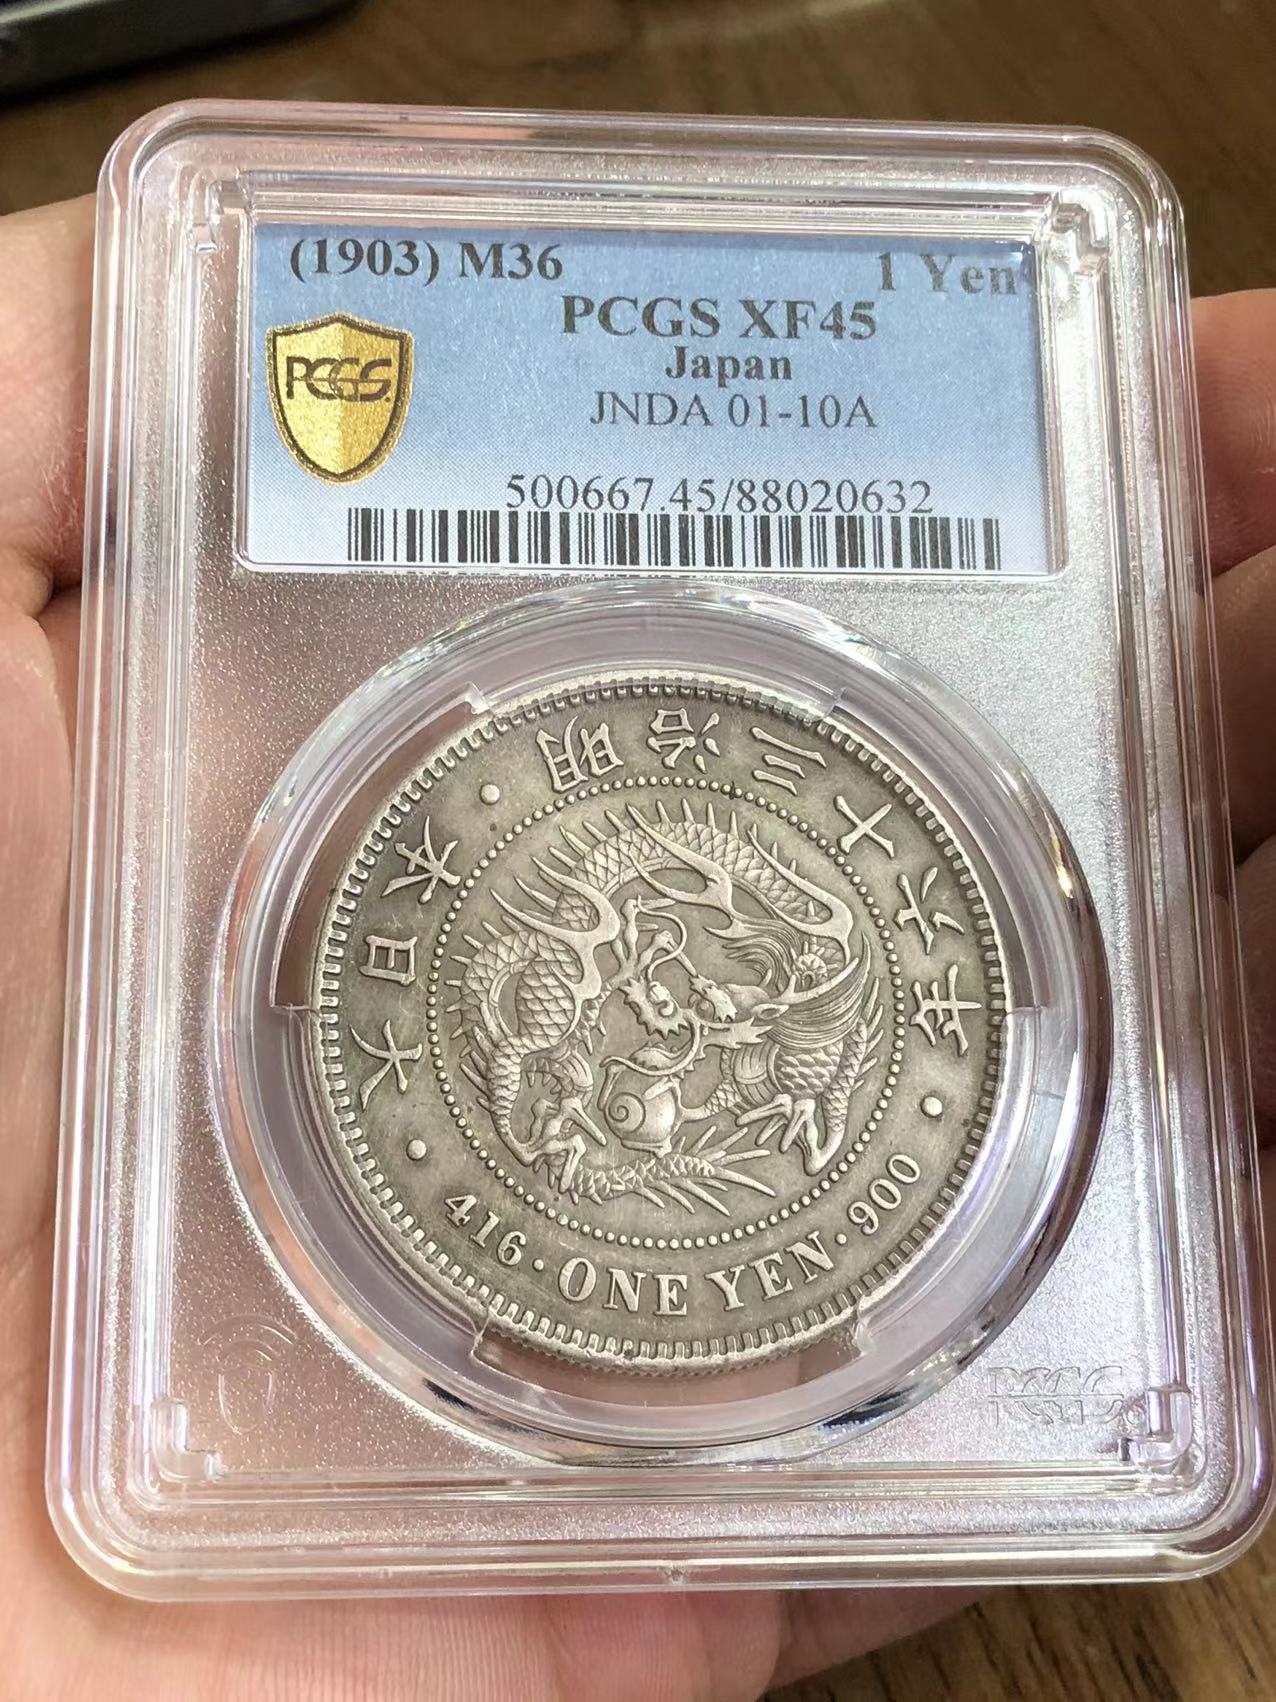 (1903) M36 1 Yen
PCGS XF45
Japan
JNDA 01-10A
PCGS
500667.45/88020632
大日本・明治三十六年
416・ONE YEN・900
PCGS